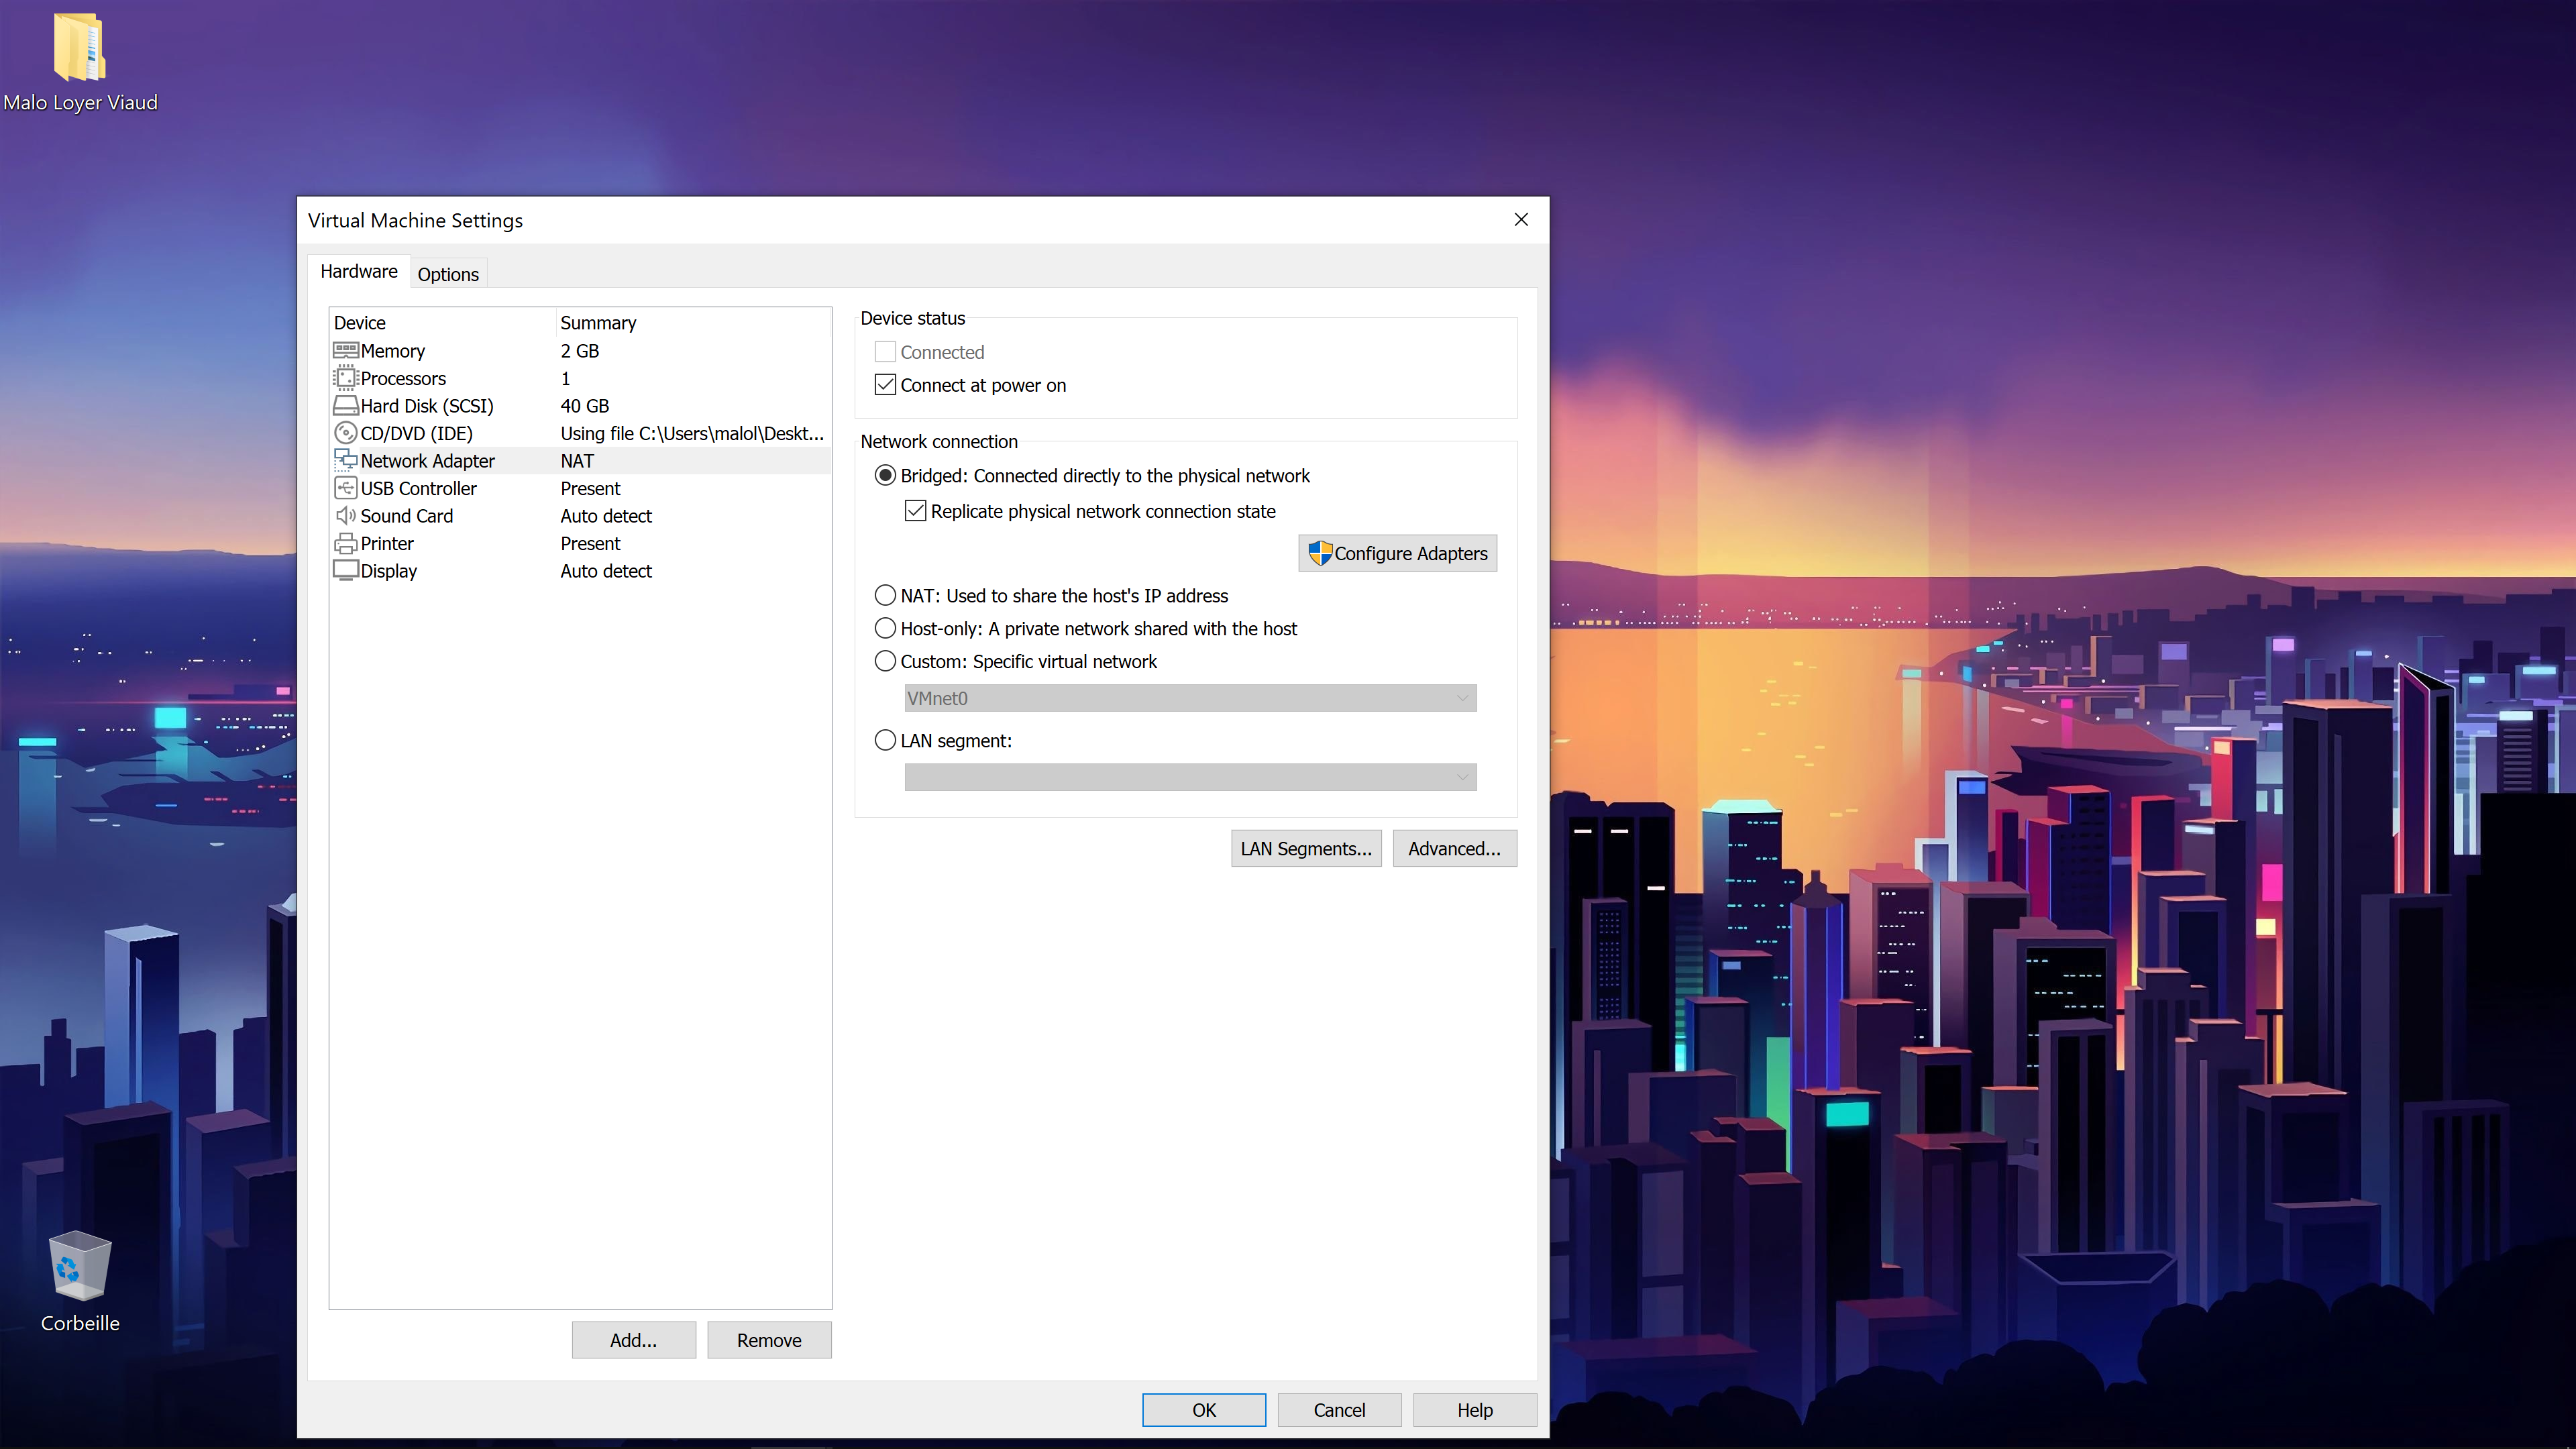 Malo Loyer Viaud
Virtual Machine Settings
Hardware
Options
Device Summary
Memory 2 GB
Processors 1
Hard Disk (SCSI) 40 GB
CD/DVD (IDE) Using file C:\Users\malol\Deskt...
Network Adapter NAT
USB Controller Present
Sound Card Auto detect
Printer Present
Display Auto detect
Add...
Remove
Device status
Connected
Connect at power on
Network connection
Bridged: Connected directly to the physical network
Replicate physical network connection state
Configure Adapters
NAT: Used to share the host's IP address
Host-only: A private network shared with the host
Custom: Specific virtual network
VMnet0
LAN segment:
LAN Segments...
Advanced...
OK
Cancel
Help
Corbeille